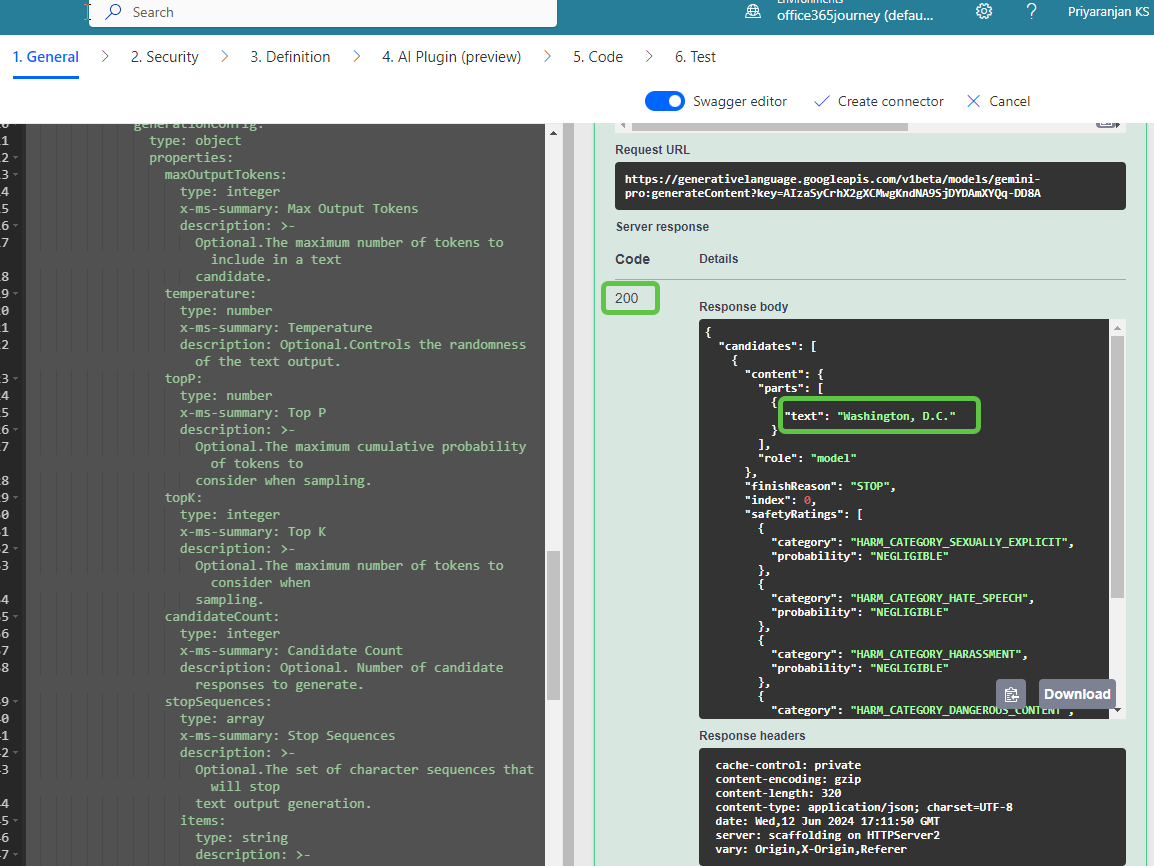 Search
Environments
office365journey (defau...
?
Priyaranjan KS
1. General
2. Security
3. Definition
4. AI Plugin (preview)
5. Code
6. Test
Swagger editor
Create connector
Cancel
generationConfig:
type: object
properties:
maxOutputTokens:
type: integer
x-ms-summary: Max Output Tokens
description: >-
Optional.The maximum number of tokens to
include in a text
candidate.
temperature:
type: number
x-ms-summary: Temperature
description: Optional.Controls the randomness
of the text output.
topP:
type: number
x-ms-summary: Top P
description: >-
Optional.The maximum cumulative probability
of tokens to
consider when sampling.
topK:
type: integer
x-ms-summary: Top K
description: >-
Optional.The maximum number of tokens to
consider when
sampling.
candidateCount:
type: integer
x-ms-summary: Candidate Count
description: Optional. Number of candidate
responses to generate.
stopSequences:
type: array
x-ms-summary: Stop Sequences
description: >-
Optional.The set of character sequences that
will stop
text output generation.
items:
type: string
description: >-
Request URL
https://generativelanguage.googleapis.com/v1beta/models/gemini-
pro:generateContent?key=AIzaSyCrhX2gXCMwgKndNA9SjDYDAmXYQq-DD8A
Server response
Code
Details
200
Response body
{
"candidates": [
{
"content": {
"parts": [
{
"text": "Washington, D.C."
}
],
"role": "model"
},
"finishReason": "STOP",
"index": 0,
"safetyRatings": [
{
"category": "HARM_CATEGORY_SEXUALLY_EXPLICIT",
"probability": "NEGLIGIBLE"
},
{
"category": "HARM_CATEGORY_HATE_SPEECH",
"probability": "NEGLIGIBLE"
},
{
"category": "HARM_CATEGORY_HARASSMENT",
"probability": "NEGLIGIBLE"
},
{
"category": "HARM_CATEGORY_DANGEROUS_CONTENT",
Download
Response headers
cache-control: private
content-encoding: gzip
content-length: 320
content-type: application/json; charset=UTF-8
date: Wed,12 Jun 2024 17:11:50 GMT
server: scaffolding on HTTPServer2
vary: Origin,X-Origin,Referer